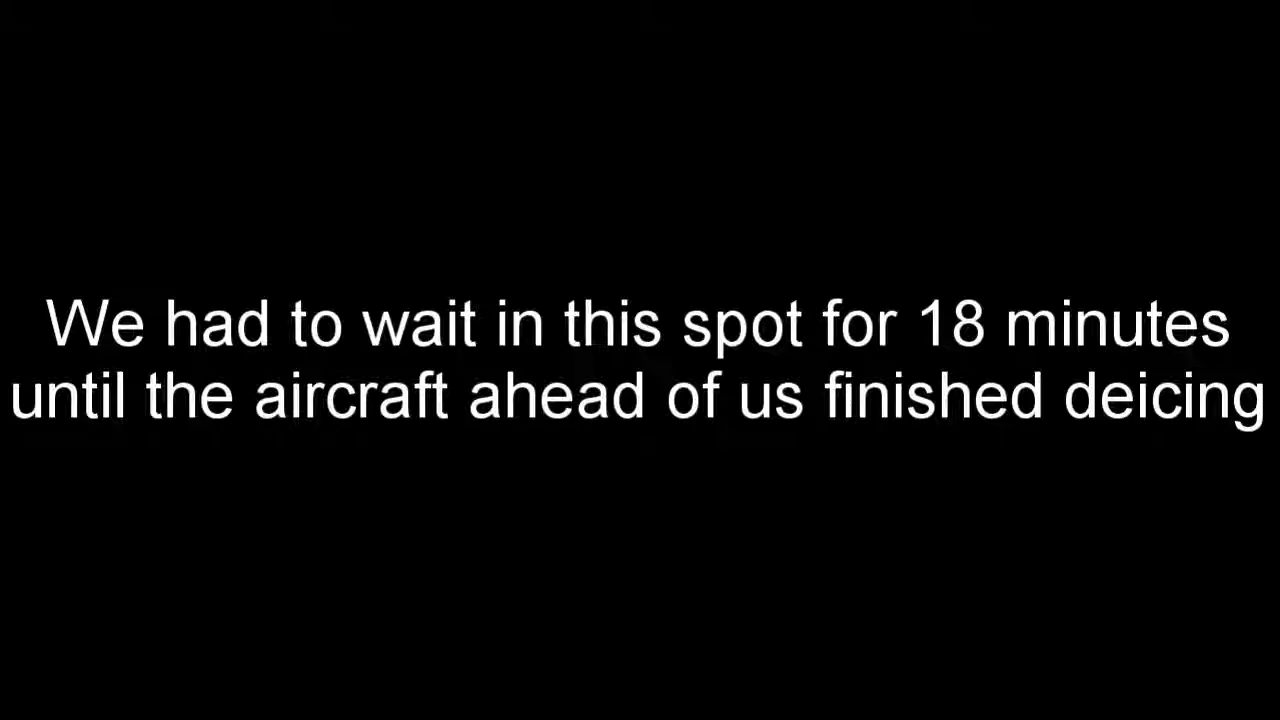 We had to wait in this spot for 18 minutes
until the aircraft ahead of us finished deicing